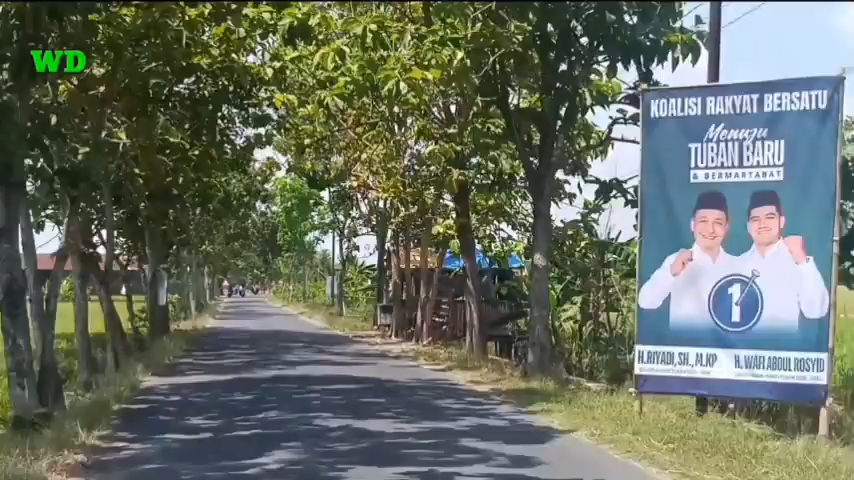 WD
KOALISI RAKYAT BERSATU
Menuju
TUBAN BARU
& BERMARTABAT
1
H.RIYADI, SH., M.KP
H. WAFI ABDUL ROSYID